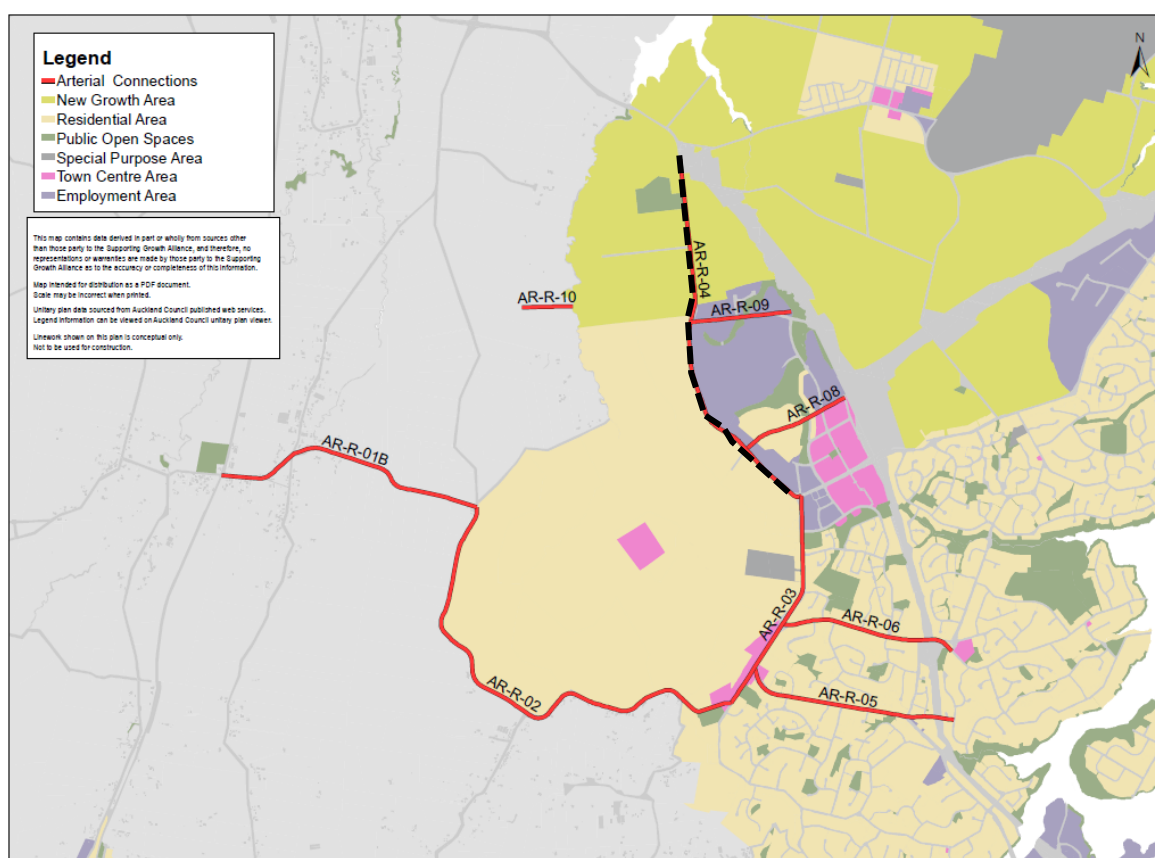 Legend
Arterial  Connections
New Growth Area
Residential Area
Public Open Spaces
Special Purpose Area
Town Centre Area
Employment Area
This map contains data derived in part or wholly from sources other
than those party to the Supporting Growth Alliance, and therefore, no
representations or warranties are made by those party to the Supporting
Growth Alliance as to the accuracy or completeness of this information.
Map intended for distribution as a PDF document.
Scale may be incorrect when printed.
Unitary plan data sourced from Auckland Council published web services.
Legend information can be viewed on Auckland Council unitary plan viewer.
Linework shown on this plan is conceptual only.
Not to be used for construction.
N
AR-R-04
AR-R-10
AR-R-09
AR-R-08
AR-R-01B
AR-R-03
AR-R-06
AR-R-02
AR-R-05